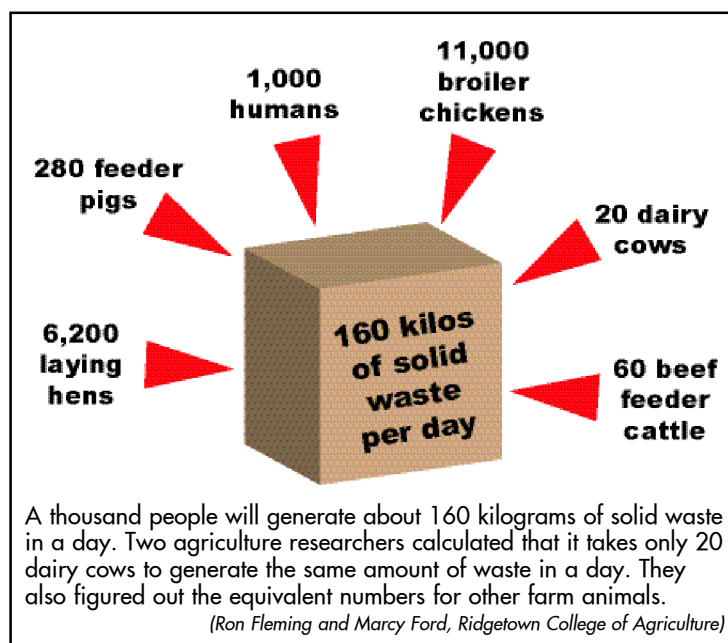 1,000
humans
11,000
broiler
chickens
280 feeder
pigs
20 dairy
cows
6,200
laying
hens
160 kilos
of solid
waste
per day
60 beef
feeder
cattle
A thousand people will generate about 160 kilograms of solid waste
in a day. Two agriculture researchers calculated that it takes only 20
dairy cows to generate the same amount of waste in a day. They
also figured out the equivalent numbers for other farm animals.
(Ron Fleming and Marcy Ford, Ridgetown College of Agriculture)